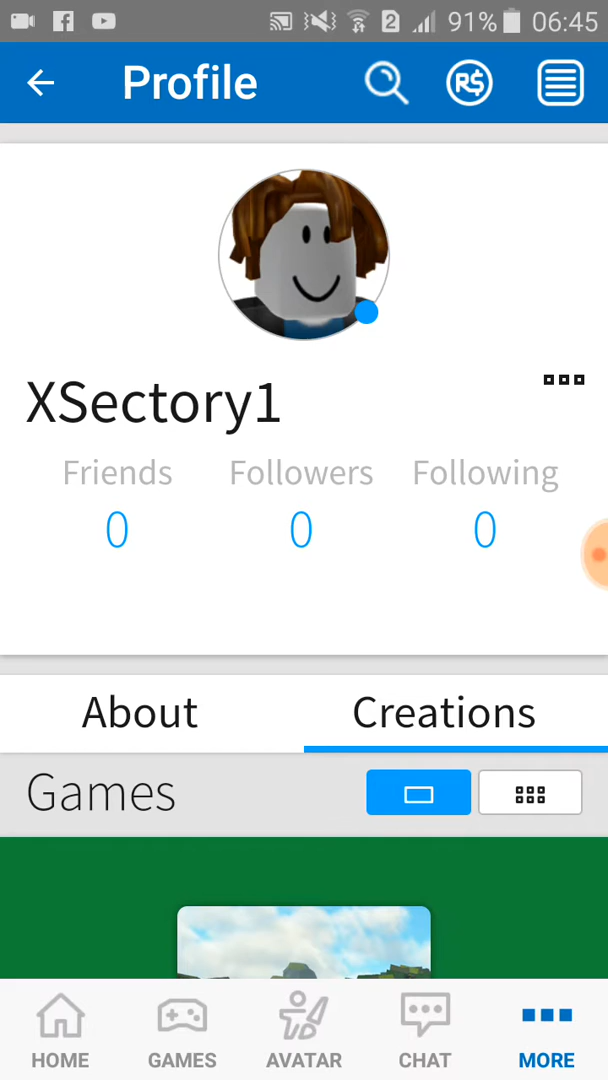 2 91% 06:45
Profile R$
XSectory1
Friends Followers Following
0 0 0
About Creations
Games
HOME GAMES AVATAR CHAT MORE